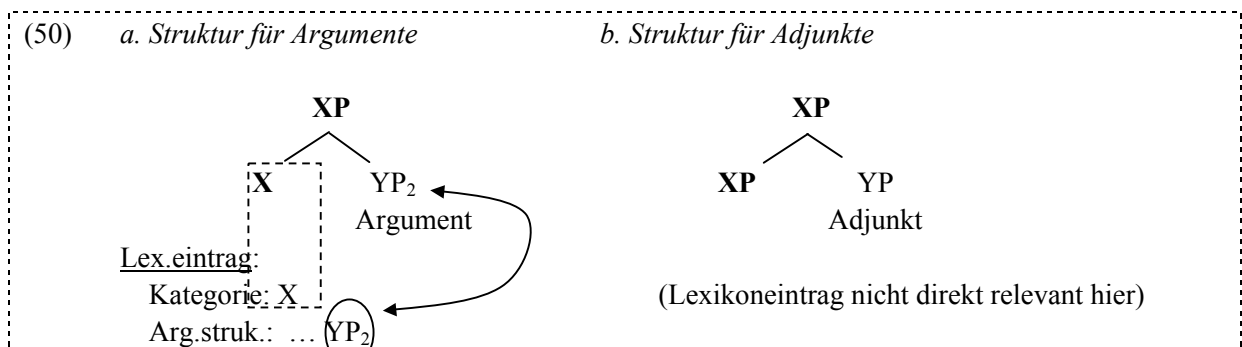 (50) a. Struktur für Argumente b. Struktur für Adjunkte
XP XP
X YP₂ XP YP
Argument Adjunkt
Lex.eintrag:
Kategorie: X (Lexikoneintrag nicht direkt relevant hier)
Arg.struk.: … YP₂